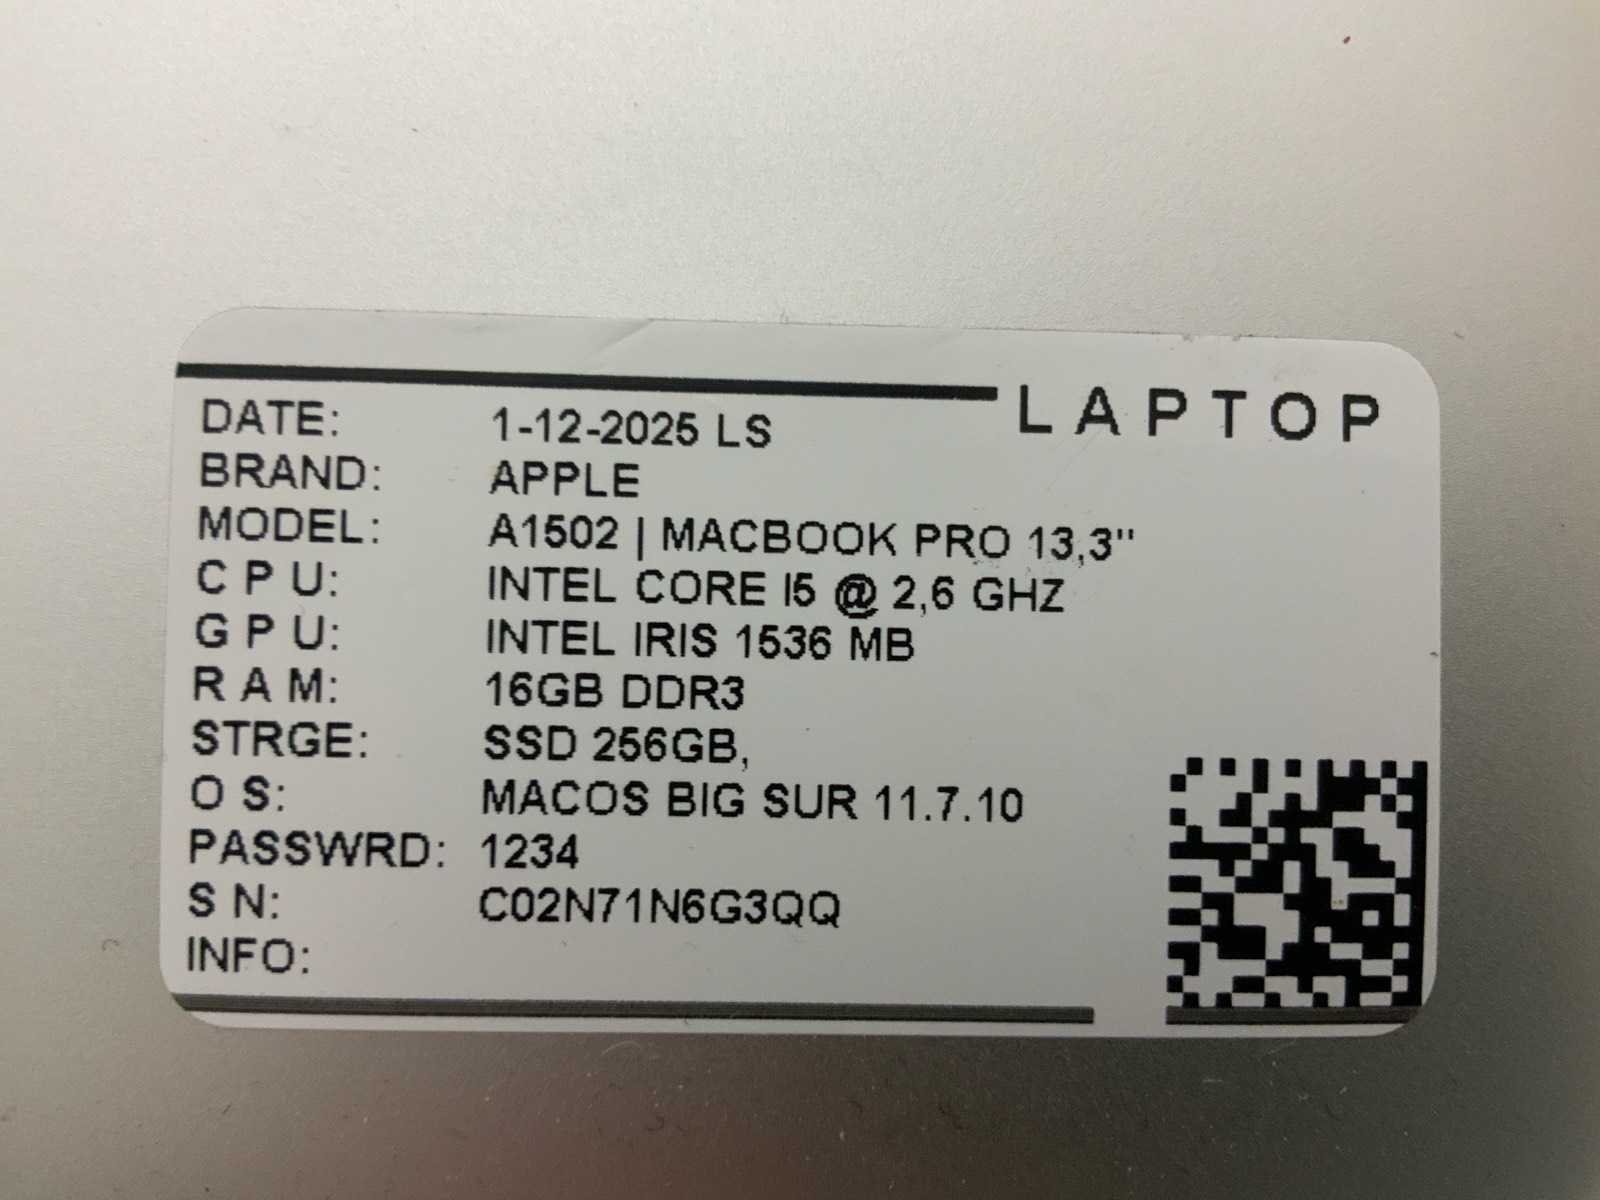 LAPTOP
DATE: 1-12-2025 LS
BRAND: APPLE
MODEL: A1502 | MACBOOK PRO 13,3"
C P U: INTEL CORE I5 @ 2,6 GHZ
G P U: INTEL IRIS 1536 MB
R A M: 16GB DDR3
STRGE: SSD 256GB,
O S: MACOS BIG SUR 11.7.10
PASSWRD: 1234
S N: C02N71N6G3QQ
INFO: